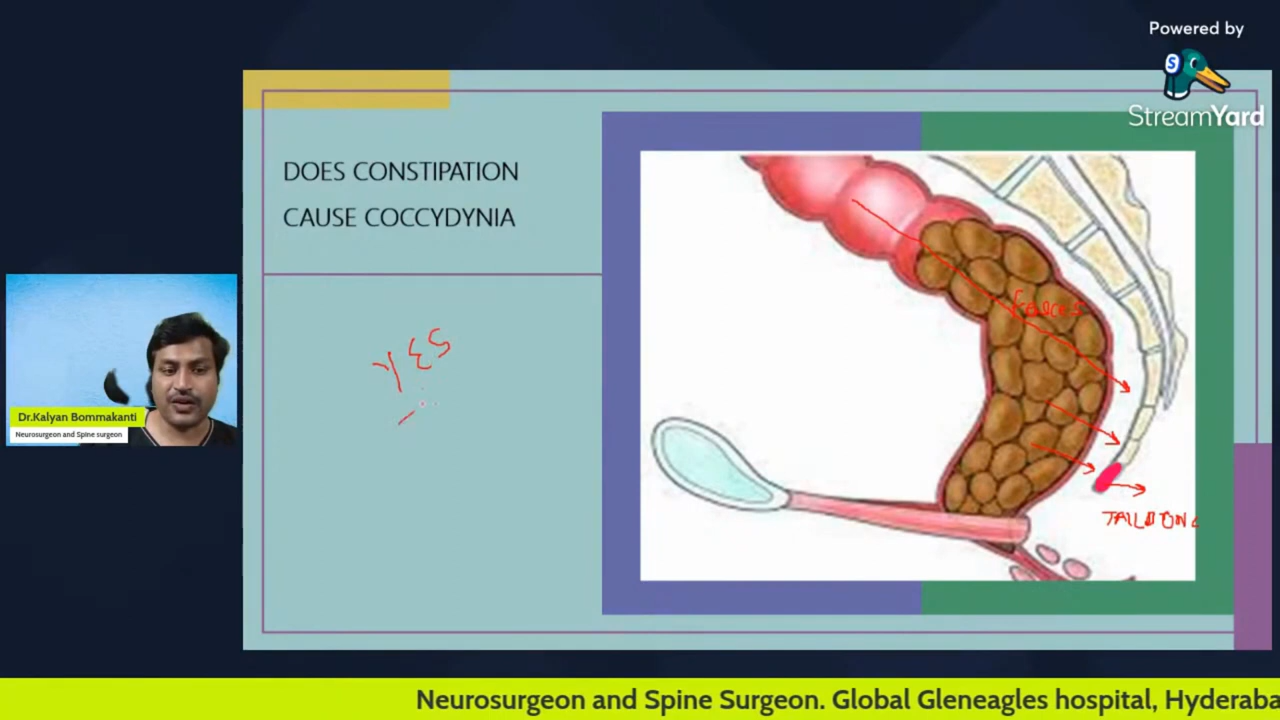 Powered by
StreamYard
DOES CONSTIPATION
CAUSE COCCYDYNIA
YES
FAECES
TAILBONE
Dr.Kalyan Bommakanti
Neurosurgeon and Spine surgeon
Neurosurgeon and Spine Surgeon. Global Gleneagles hospital, Hyderaba